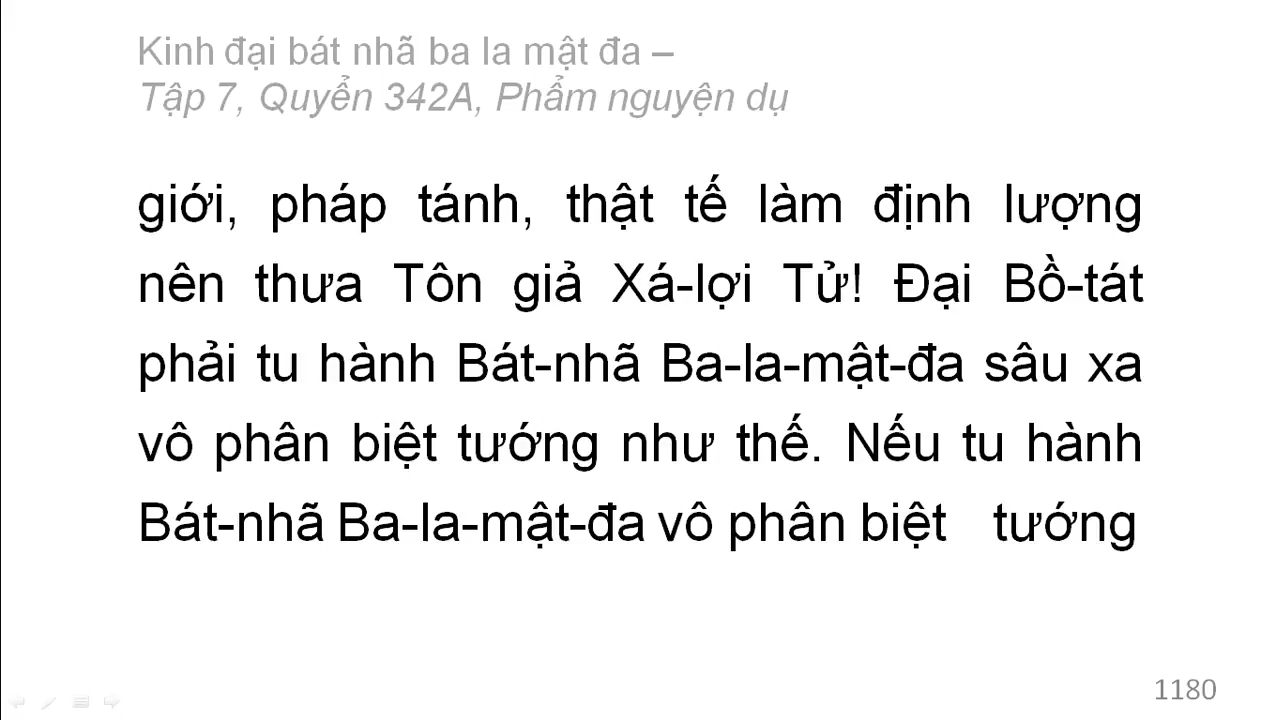 Kinh đại bát nhã ba la mật đa –
Tập 7, Quyển 342A, Phẩm nguyện dụ
giới, pháp tánh, thật tế làm định lượng
nên thưa Tôn giả Xá-lợi Tử! Đại Bồ-tát
phải tu hành Bát-nhã Ba-la-mật-đa sâu xa
vô phân biệt tướng như thế. Nếu tu hành
Bát-nhã Ba-la-mật-đa vô phân biệt tướng
1180